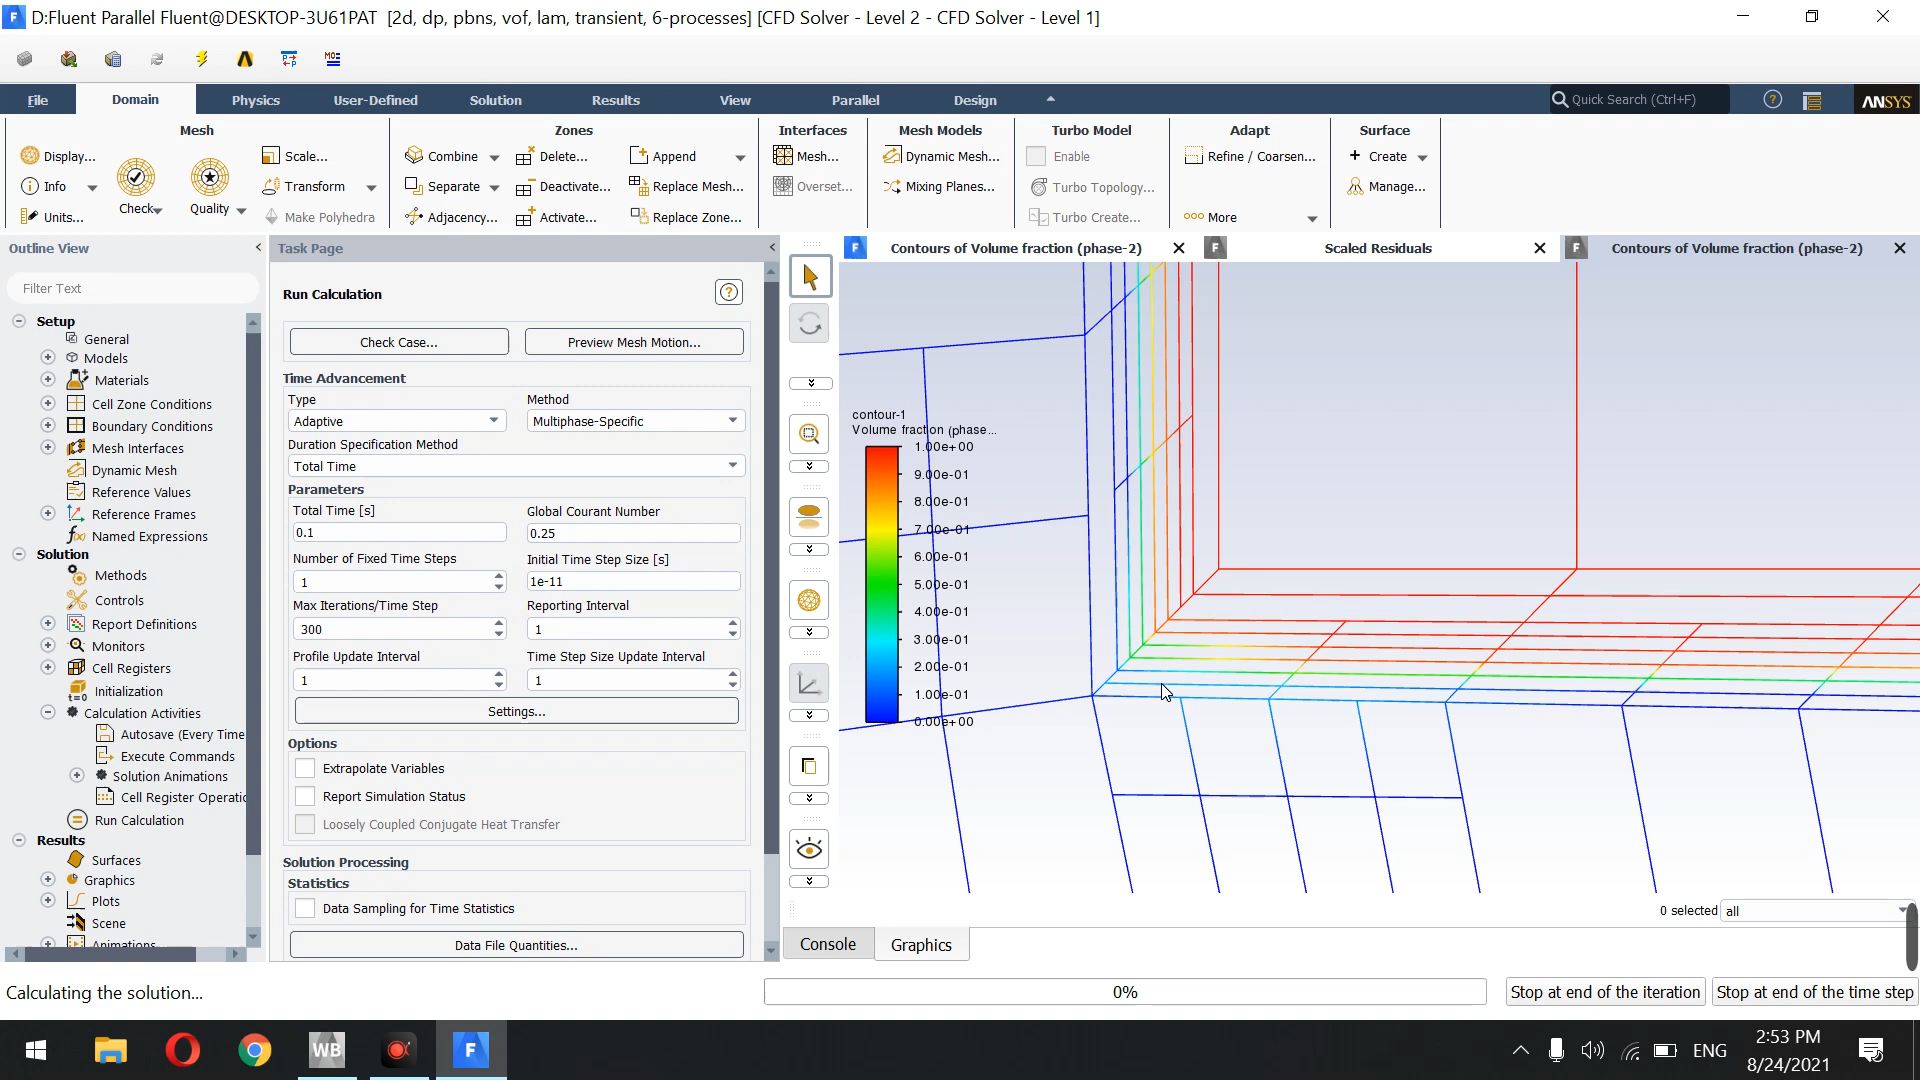 D:Fluent Parallel Fluent@DESKTOP-3U61PAT [2d, dp, pbns, vof, lam, transient, 6-processes] [CFD Solver - Level 2 - CFD Solver - Level 1]
File Domain Physics User-Defined Solution Results View Parallel Design Quick Search (Ctrl+F) ANSYS
Mesh Zones Interfaces Mesh Models Turbo Model Adapt Surface
Display... Scale... Combine Delete... Append Mesh... Dynamic Mesh... Enable Refine / Coarsen... Create
Info Transform Separate Deactivate... Replace Mesh... Overset... Mixing Planes... Turbo Topology... Manage...
Check Quality
Units... Make Polyhedra Adjacency... Activate... Replace Zone... Turbo Create... More
Outline View
Filter Text
Setup
General
Models
Materials
Cell Zone Conditions
Boundary Conditions
Mesh Interfaces
Dynamic Mesh
Reference Values
Reference Frames
Named Expressions
Solution
Methods
Controls
Report Definitions
Monitors
Cell Registers
Initialization
Calculation Activities
Autosave (Every Time
Execute Commands
Solution Animations
Cell Register Operatio
Run Calculation
Results
Surfaces
Graphics
Plots
Scene
Animations
Task Page
Run Calculation
Check Case... Preview Mesh Motion...
Time Advancement
Type Method
Adaptive Multiphase-Specific
Duration Specification Method
Total Time
Parameters
Total Time [s] Global Courant Number
0.1 0.25
Number of Fixed Time Steps Initial Time Step Size [s]
1 1e-11
Max Iterations/Time Step Reporting Interval
300 1
Profile Update Interval Time Step Size Update Interval
1 1
Settings...
Options
Extrapolate Variables
Report Simulation Status
Loosely Coupled Conjugate Heat Transfer
Solution Processing
Statistics
Data Sampling for Time Statistics
Data File Quantities...
Contours of Volume fraction (phase-2) Scaled Residuals Contours of Volume fraction (phase-2)
contour-1
Volume fraction (phase...
1.00e+00
9.00e-01
8.00e-01
7.00e-01
6.00e-01
5.00e-01
4.00e-01
3.00e-01
2.00e-01
1.00e-01
0.00e+00
0 selected all
Console Graphics
Calculating the solution... 0% Stop at end of the iteration Stop at end of the time step
WB F ENG 2:53 PM
8/24/2021